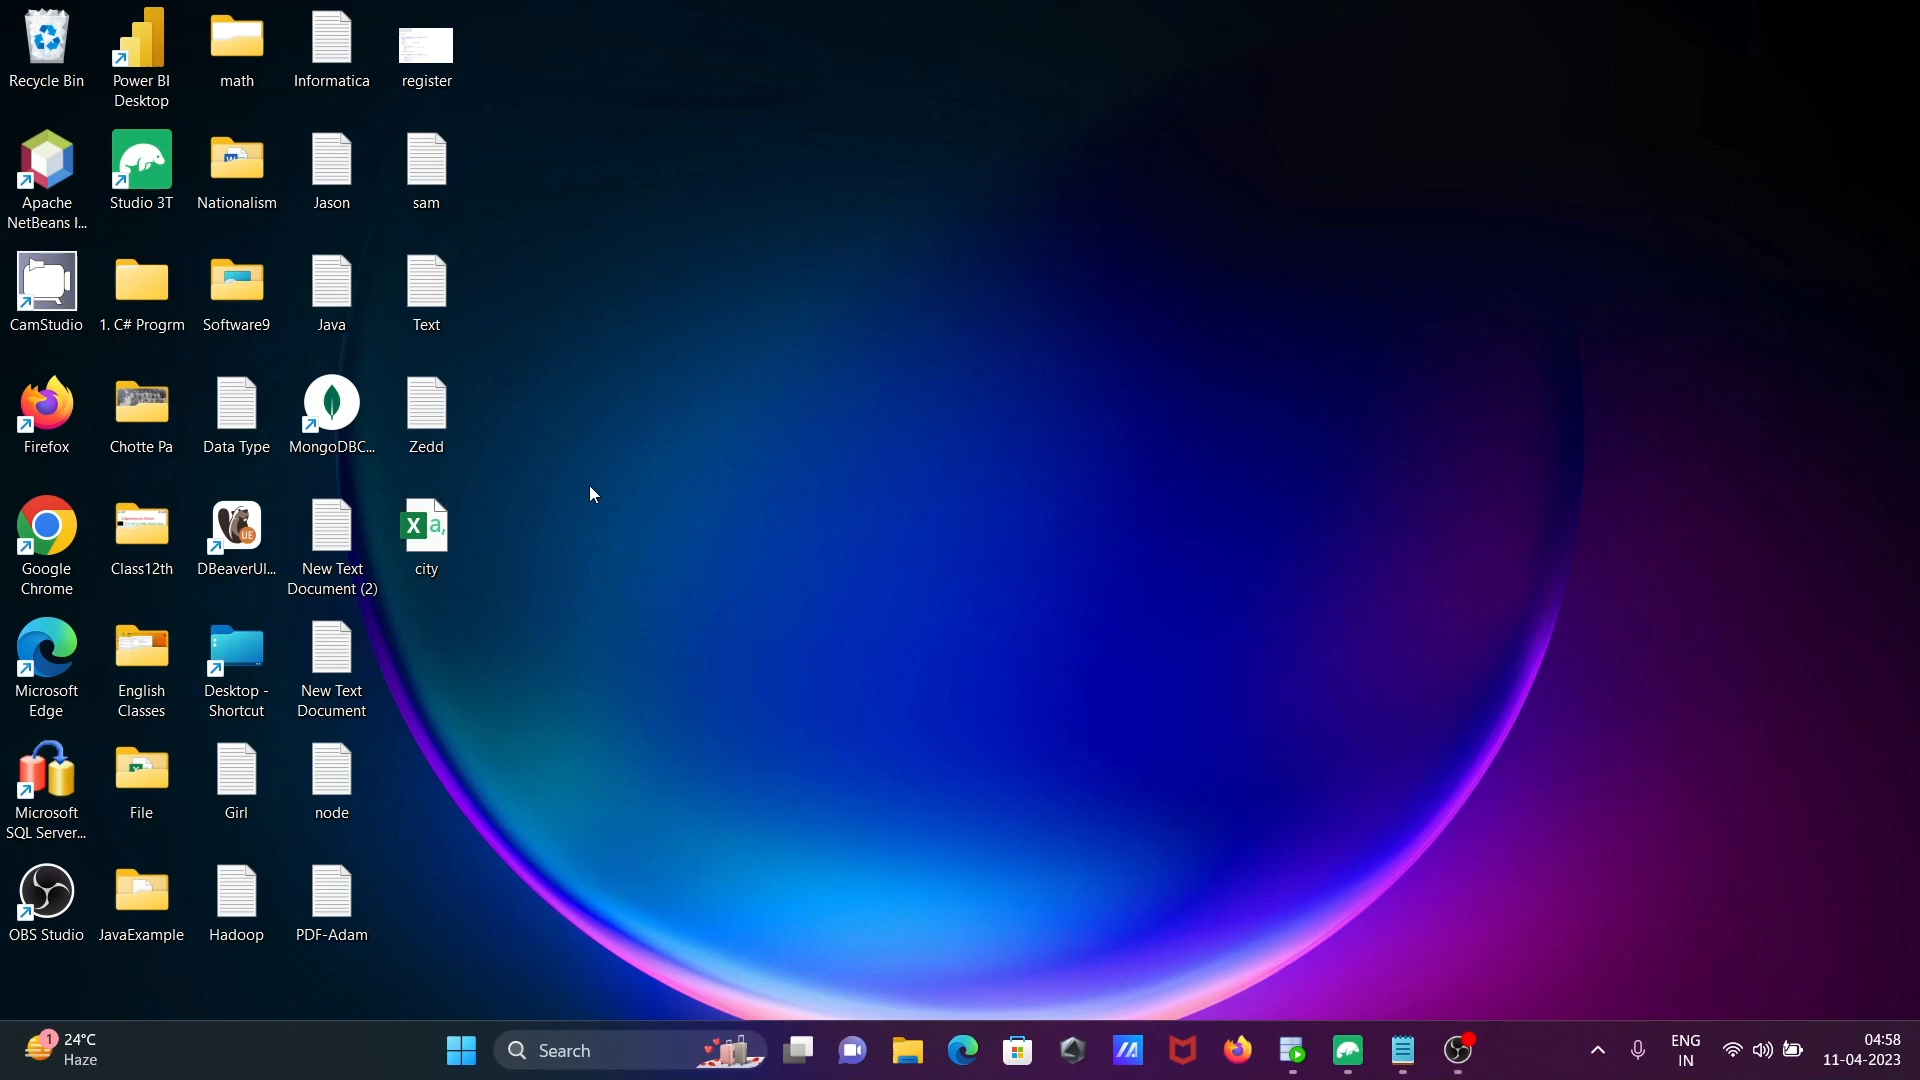 Recycle Bin
Power BI
Desktop
math
Informatica
register
Apache
NetBeans I...
Studio 3T
Nationalism
Jason
sam
CamStudio
1. C# Progrm
Software9
Java
Text
Firefox
Chotte Pa
Data Type
MongoDBC...
Zedd
Google
Chrome
Class12th
DBeaverUl...
New Text
Document (2)
city
Microsoft
Edge
English
Classes
Desktop -
Shortcut
New Text
Document
Microsoft
SQL Server...
File
Girl
node
OBS Studio
JavaExample
Hadoop
PDF-Adam
1
24°C
Haze
Search
ENG
IN
04:58
11-04-2023